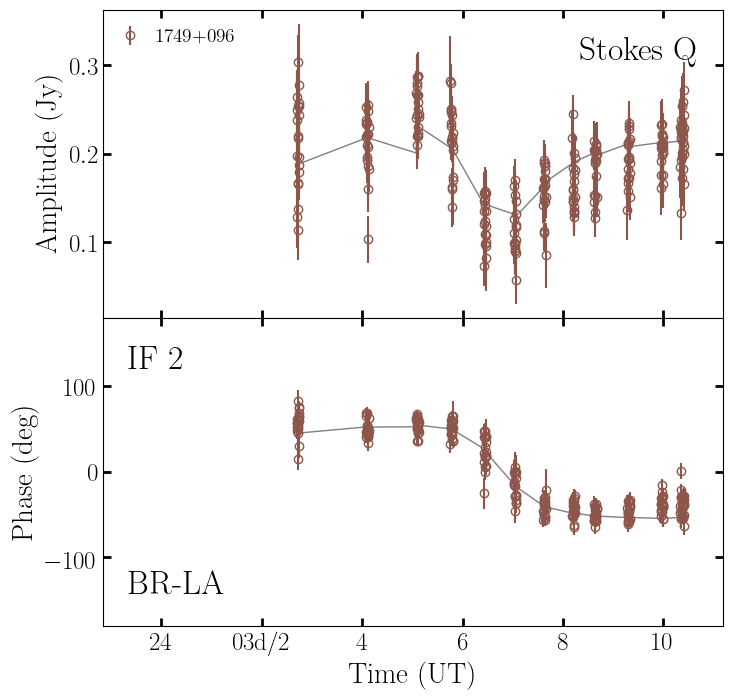 1749+096
Stokes Q
Amplitude (Jy)
0.3
0.2
0.1
IF 2
Phase (deg)
100
0
−100
BR-LA
24
03d/2
4
6
8
10
Time (UT)